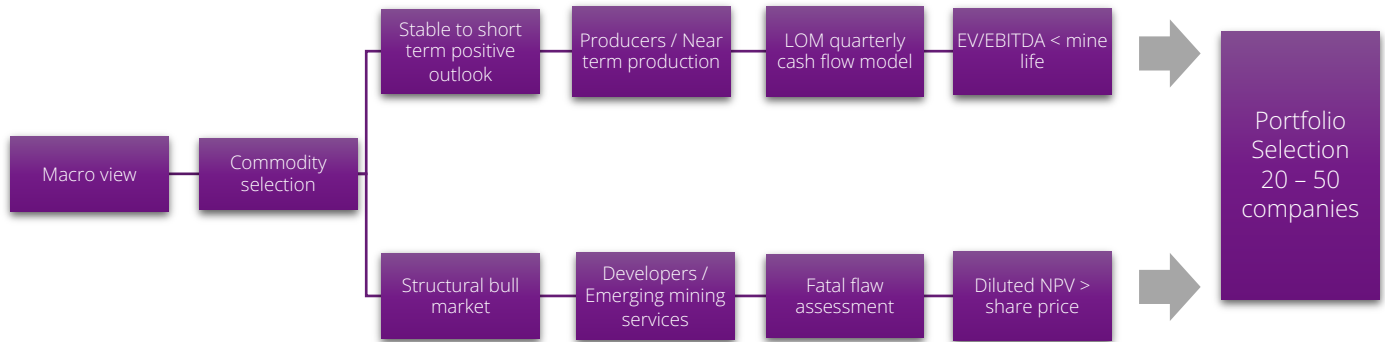 Macro view
Commodity
selection
Stable to short
term positive
outlook
Producers / Near
term production
LOM quarterly
cash flow model
EV/EBITDA < mine
life
Structural bull
market
Developers /
Emerging mining
services
Fatal flaw
assessment
Diluted NPV >
share price
Portfolio
Selection
20 – 50
companies